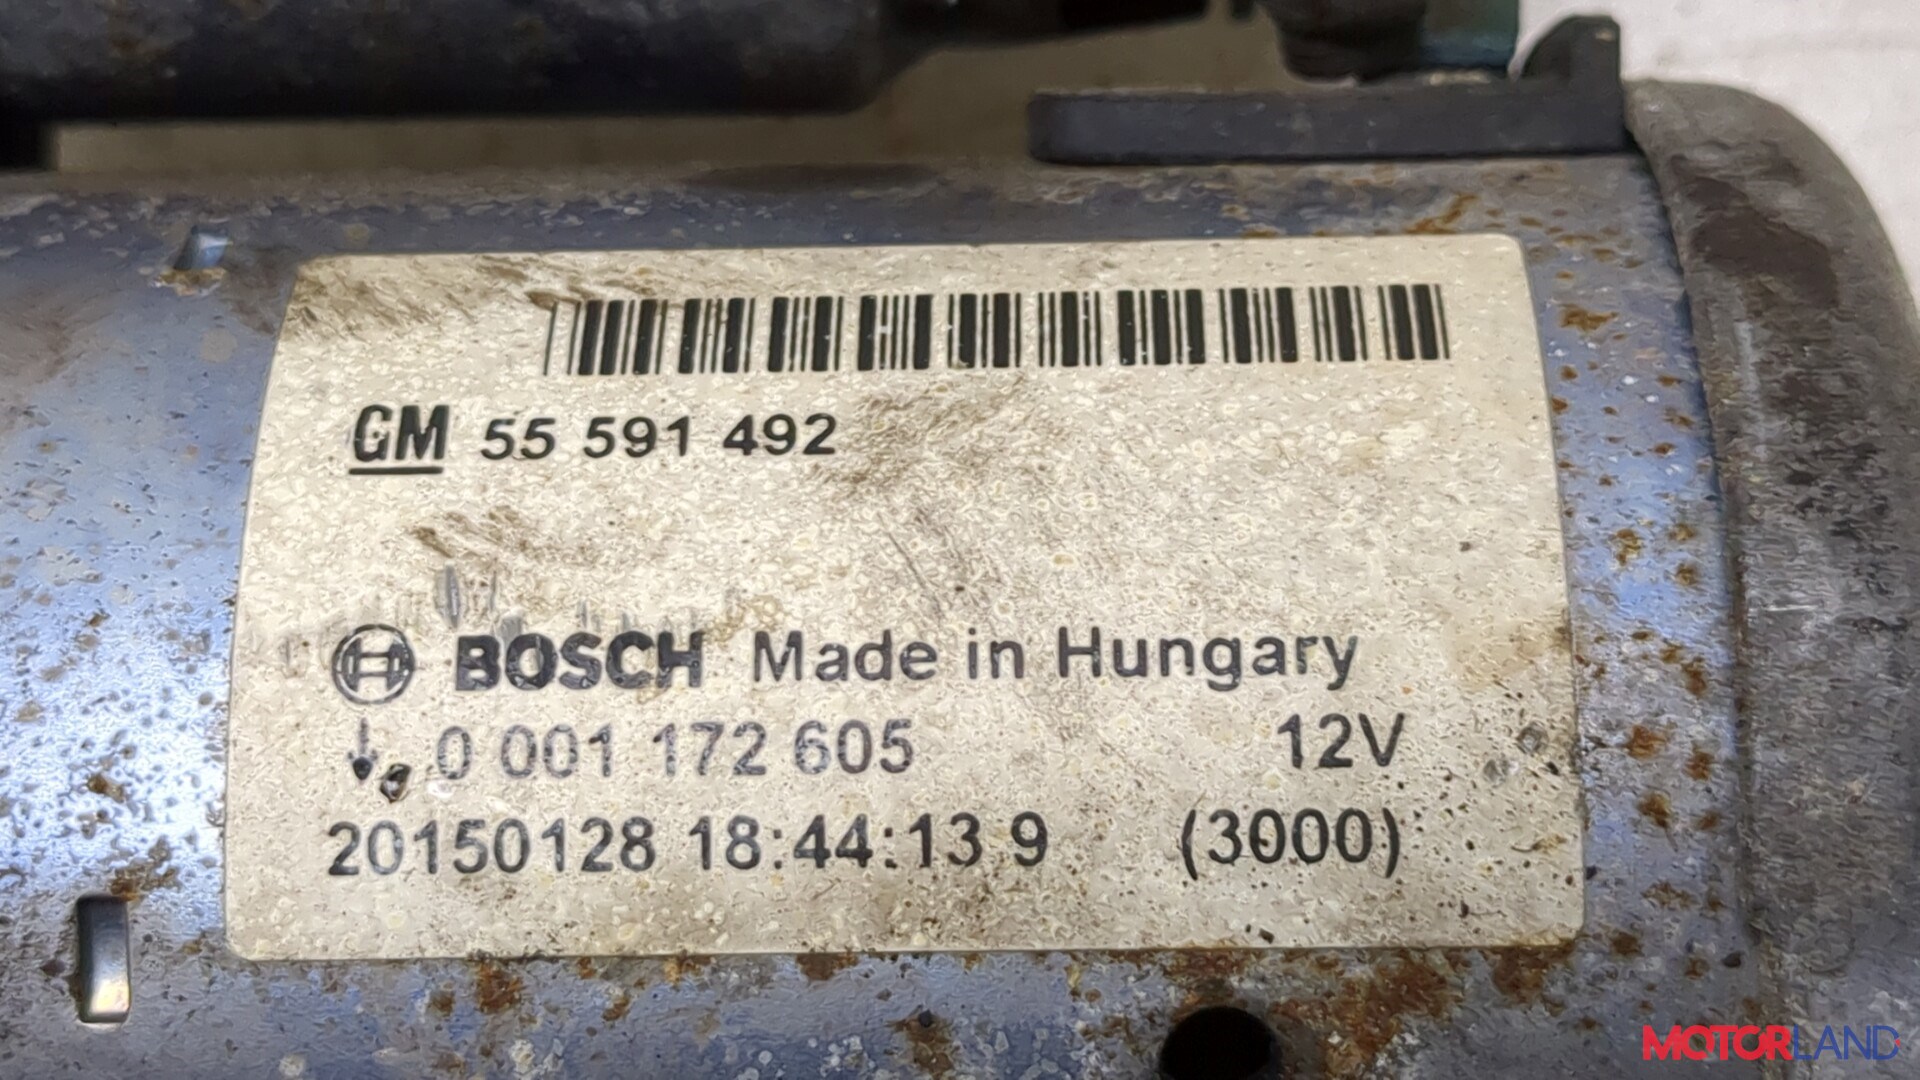 GM 55 591 492
BOSCH Made in Hungary
0 001 172 605 12V
20150128 18:44:13 9 (3000)
MOTORLAND